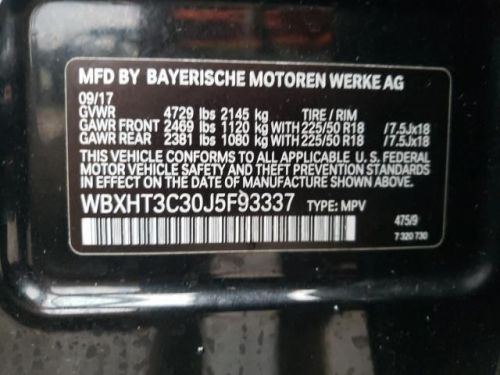 MFD BY BAYERISCHE MOTOREN WERKE AG
09/17
GVWR 4729 lbs 2145 kg TIRE / RIM
GAWR FRONT 2469 lbs 1120 kg WITH 225/50 R18 /7.5Jx18
GAWR REAR 2381 lbs 1080 kg WITH 225/50 R18 /7.5Jx18
THIS VEHICLE CONFORMS TO ALL APPLICABLE U. S. FEDERAL
MOTOR VEHICLE SAFETY AND THEFT PREVENTION STANDARDS
IN EFFECT ON THE DATE OF MANUFACTURE SHOWN ABOVE.
WBXHT3C30J5F93337 TYPE: MPV
475/9
7 320 730